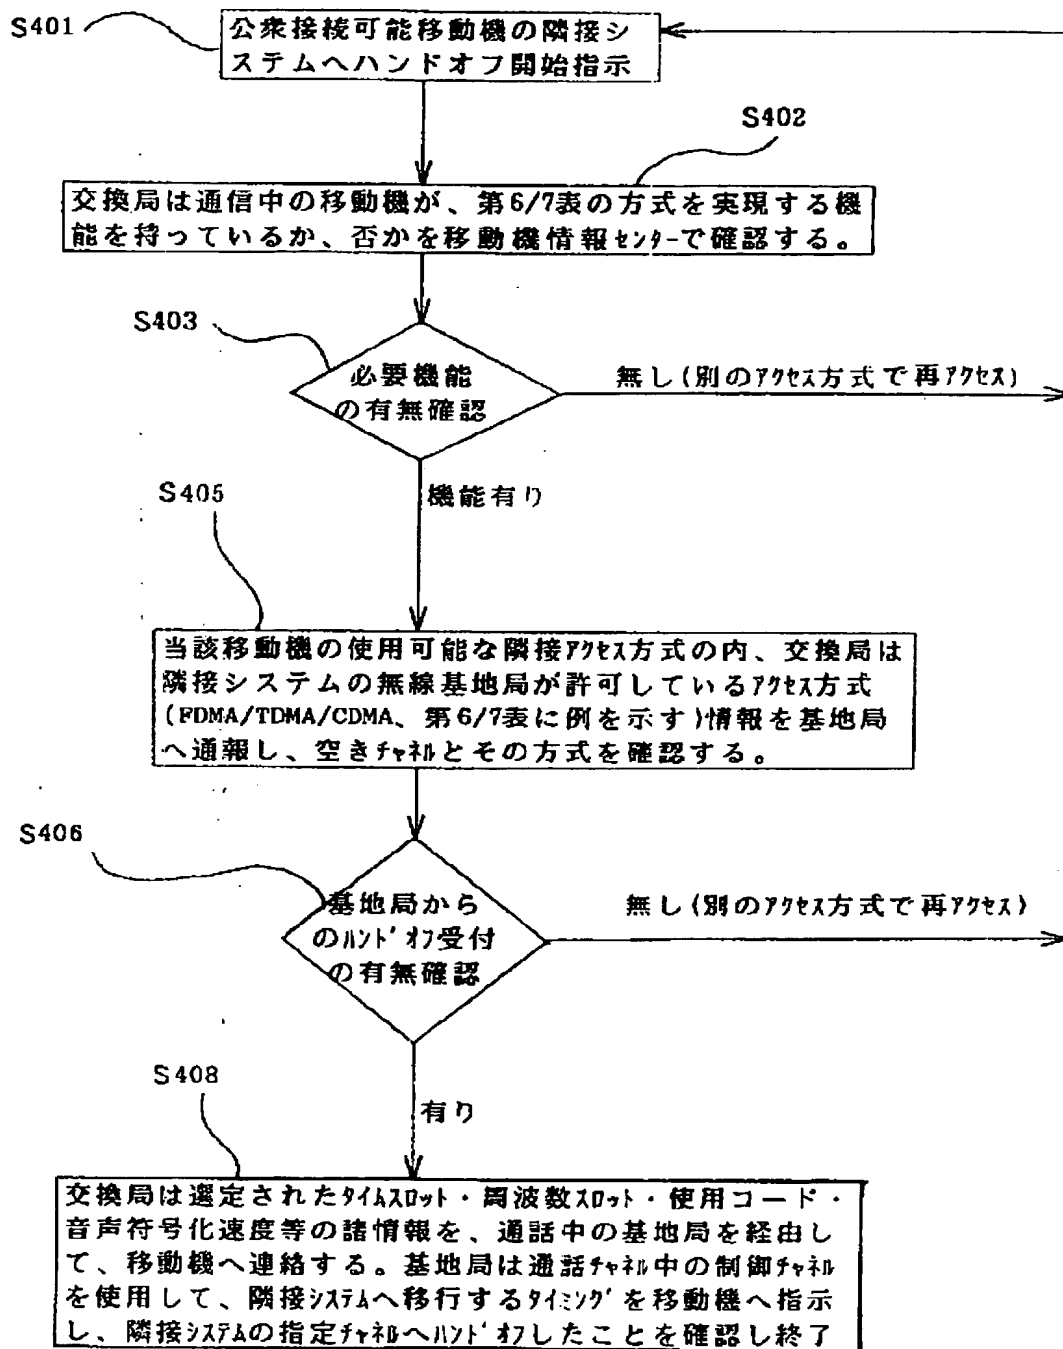 S401
公衆接続可能移動機の隣接シ
ステムへハンドオフ開始指示
S402
交換局は通信中の移動機が、第6/7表の方式を実現する機
能を持っているか、否かを移動機情報ｾﾝﾀｰで確認する。
S403
必要機能
の有無確認
無し(別のｱｸｾｽ方式で再ｱｸｾｽ)
機能有り
S405
当該移動機の使用可能な隣接ｱｸｾｽ方式の内、交換局は
隣接システムの無線基地局が許可しているｱｸｾｽ方式
(FDMA/TDMA/CDMA、第6/7表に例を示す)情報を基地局
へ通報し、空きﾁｬﾈﾙとその方式を確認する。
S406
基地局から
のﾊﾝﾄﾞｵﾌ受付
の有無確認
無し(別のｱｸｾｽ方式で再ｱｸｾｽ)
有り
S408
交換局は選定されたﾀｲﾑｽﾛｯﾄ・周波数ｽﾛｯﾄ・使用コード・
音声符号化速度等の諸情報を、通話中の基地局を経由し
て、移動機へ連絡する。基地局は通話ﾁｬﾈﾙ中の制御ﾁｬﾈﾙ
を使用して、隣接ｼｽﾃﾑへ移行するﾀｲﾐﾝｸﾞを移動機へ指示
し、隣接ｼｽﾃﾑの指定ﾁｬﾈﾙへﾊﾝﾄﾞｵﾌしたことを確認し終了